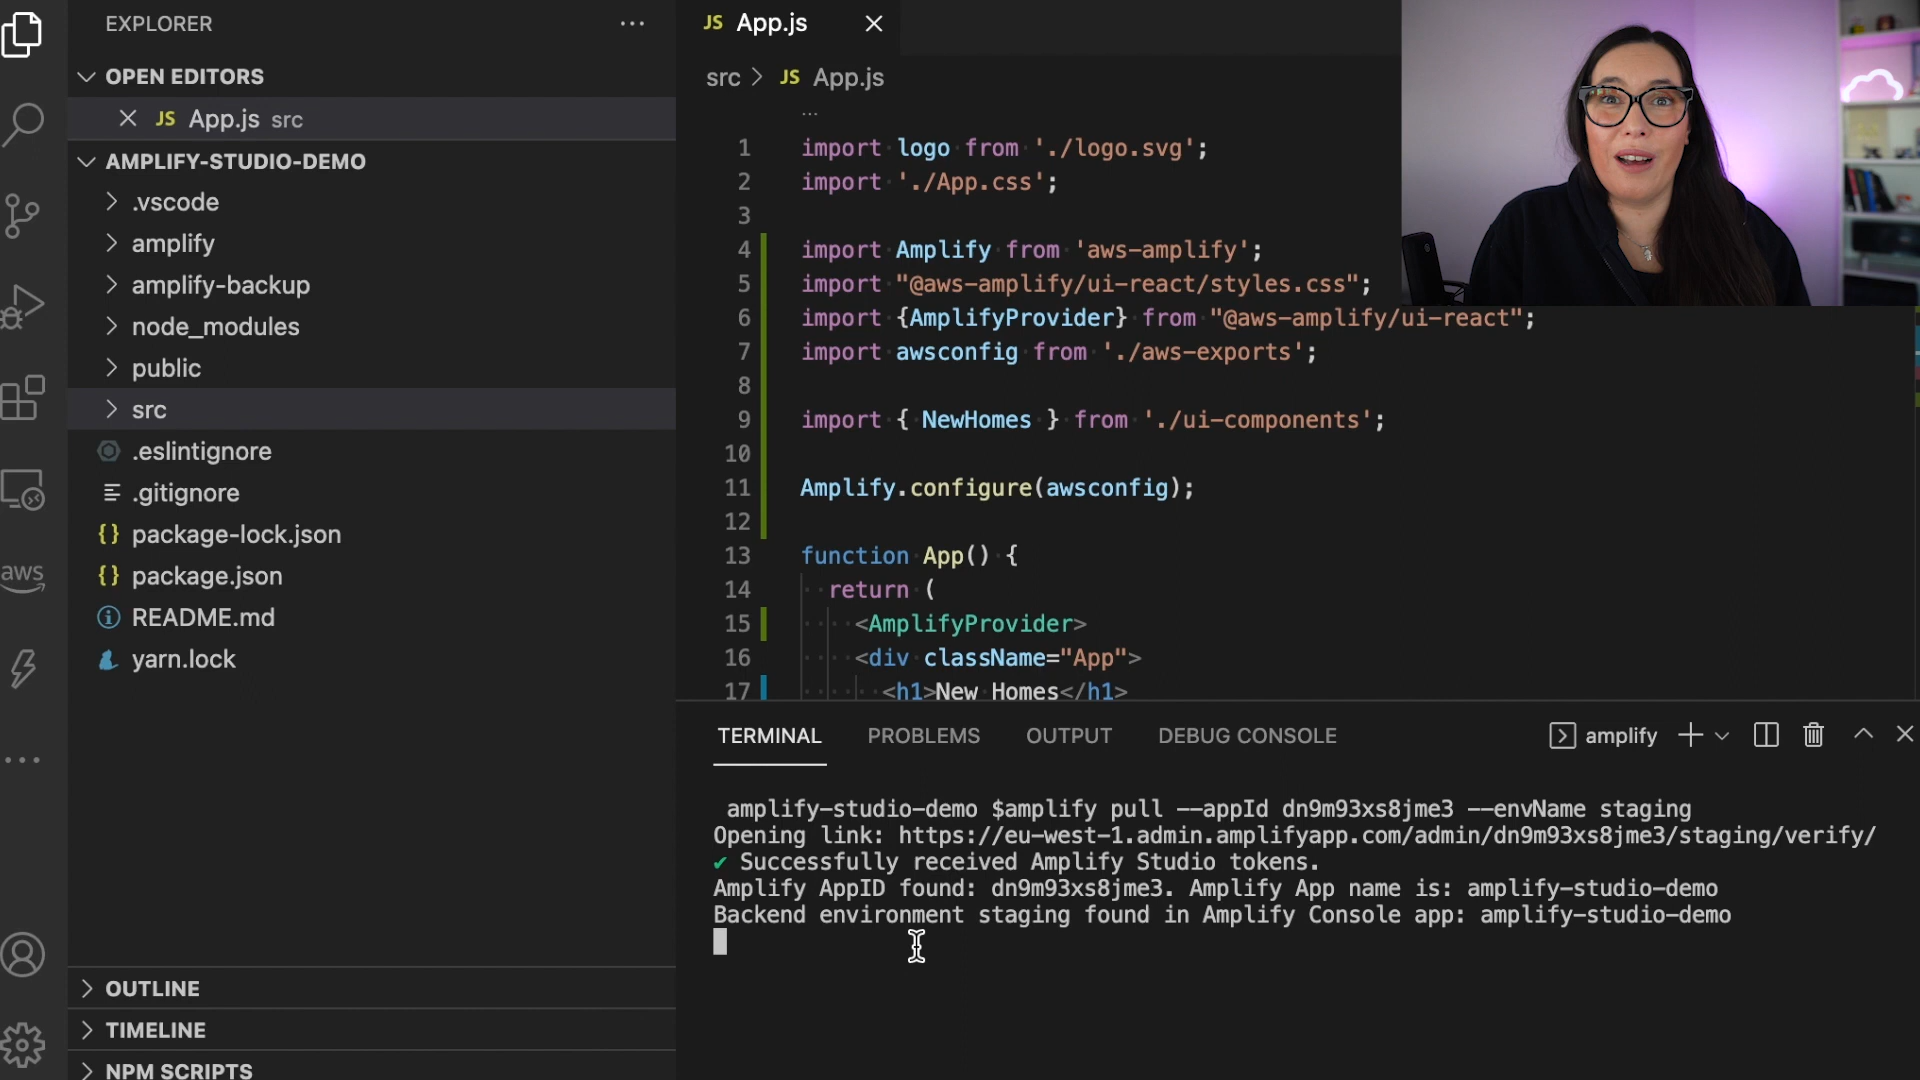 EXPLORER
OPEN EDITORS
JS App.js src
AMPLIFY-STUDIO-DEMO
.vscode
amplify
amplify-backup
node_modules
public
src
.eslintignore
.gitignore
{} package-lock.json
{} package.json
README.md
yarn.lock
OUTLINE
TIMELINE
NPM SCRIPTS
aws
JS App.js
src > JS App.js
...
1 import logo from './logo.svg';
2 import './App.css';
3
4 import Amplify from 'aws-amplify';
5 import "@aws-amplify/ui-react/styles.css";
6 import {AmplifyProvider} from "@aws-amplify/ui-react";
7 import awsconfig from './aws-exports';
8
9 import { NewHomes } from './ui-components';
10
11 Amplify.configure(awsconfig);
12
13 function App() {
14 return (
15 <AmplifyProvider>
16 <div className="App">
17 <h1>New Homes</h1>
TERMINAL PROBLEMS OUTPUT DEBUG CONSOLE amplify
amplify-studio-demo $amplify pull --appId dn9m93xs8jme3 --envName staging
Opening link: https://eu-west-1.admin.amplifyapp.com/admin/dn9m93xs8jme3/staging/verify/
✔ Successfully received Amplify Studio tokens.
Amplify AppID found: dn9m93xs8jme3. Amplify App name is: amplify-studio-demo
Backend environment staging found in Amplify Console app: amplify-studio-demo